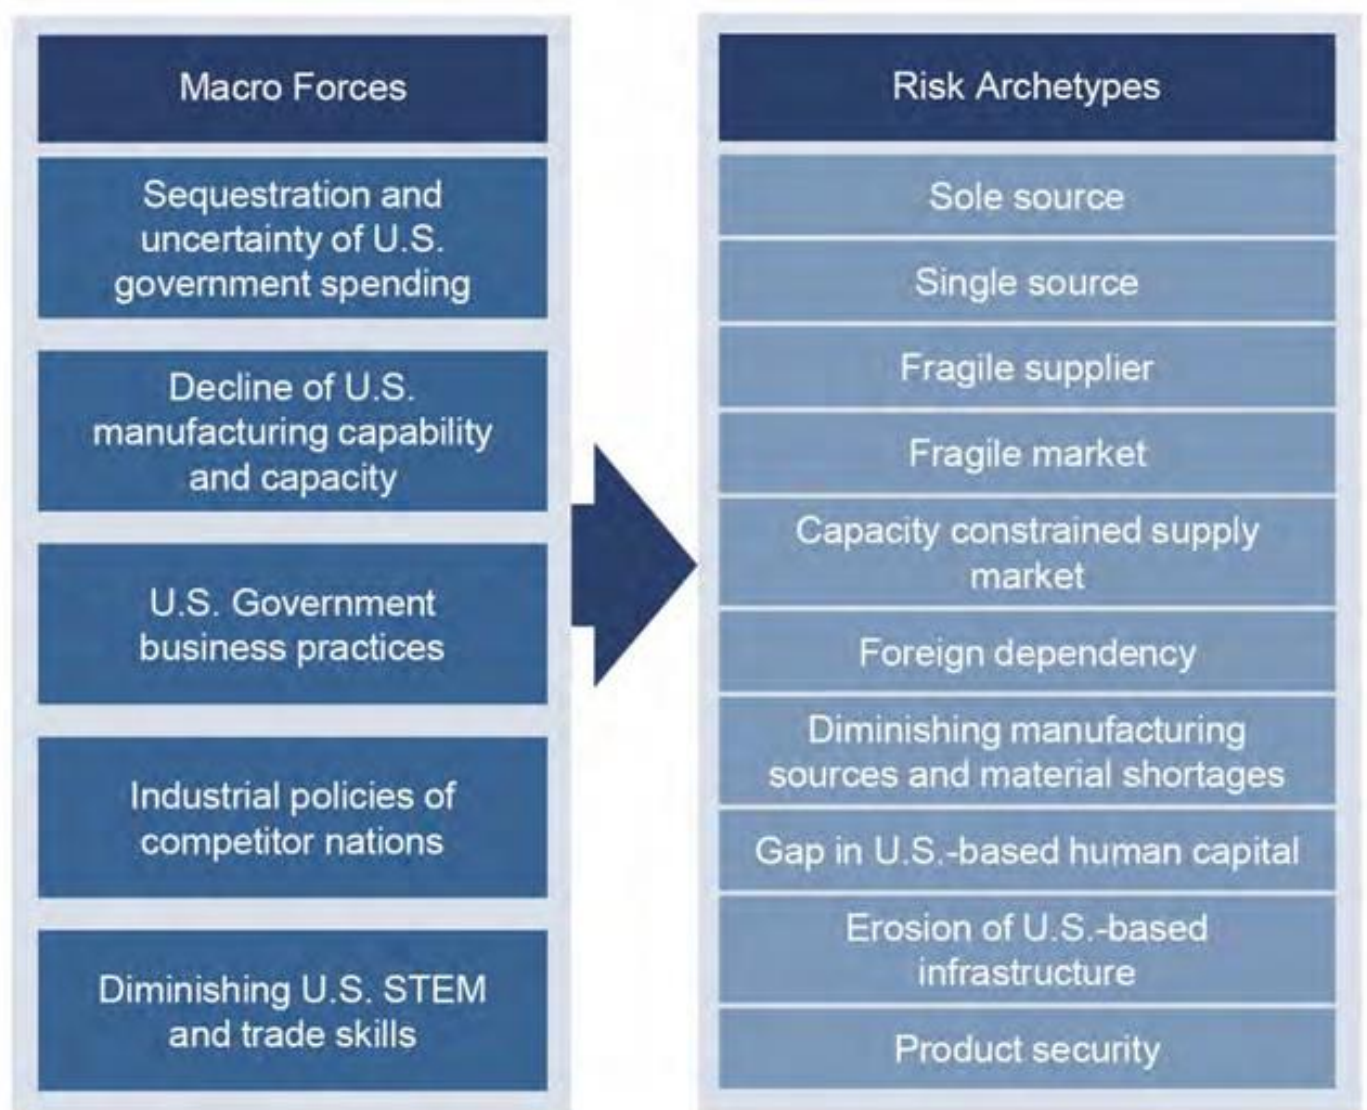 Macro Forces
Sequestration and
uncertainty of U.S.
government spending
Decline of U.S.
manufacturing capability
and capacity
U.S. Government
business practices
Industrial policies of
competitor nations
Diminishing U.S. STEM
and trade skills
Risk Archetypes
Sole source
Single source
Fragile supplier
Fragile market
Capacity constrained supply
market
Foreign dependency
Diminishing manufacturing
sources and material shortages
Gap in U.S.-based human capital
Erosion of U.S.-based
infrastructure
Product security